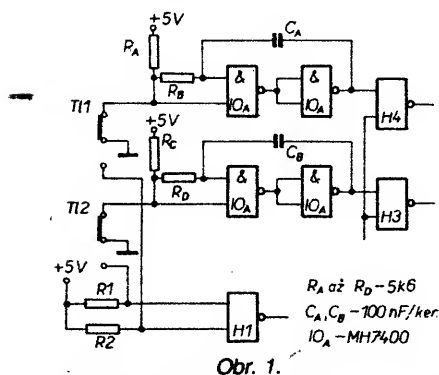 +5V
R_A
C_A
R_B
&
IO_A
&
IO_A
H4
Tl1
+5V
R_C
C_B
R_D
&
IO_A
&
IO_A
H3
Tl2
+5V
R1
R2
H1
R_A až R_D – 5k6
C_A, C_B – 100 nF/ker.
IO_A – MH7400
Obr. 1.